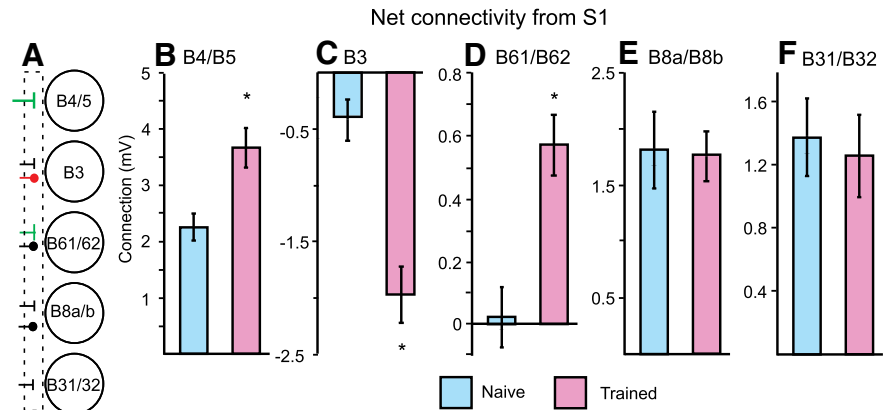 Net connectivity from S1
A
B B4/B5
C B3
D B61/B62
E B8a/B8b
F B31/B32
B4/5
B3
B61/62
B8a/b
B31/32
Connection (mV)
5
4
3
2
1
-0.5
-1.5
-2.5
0.8
0.6
0.4
0.2
0
2.5
1.5
0.5
1.6
1.2
0.8
0.4
*
*
*
Naive
Trained